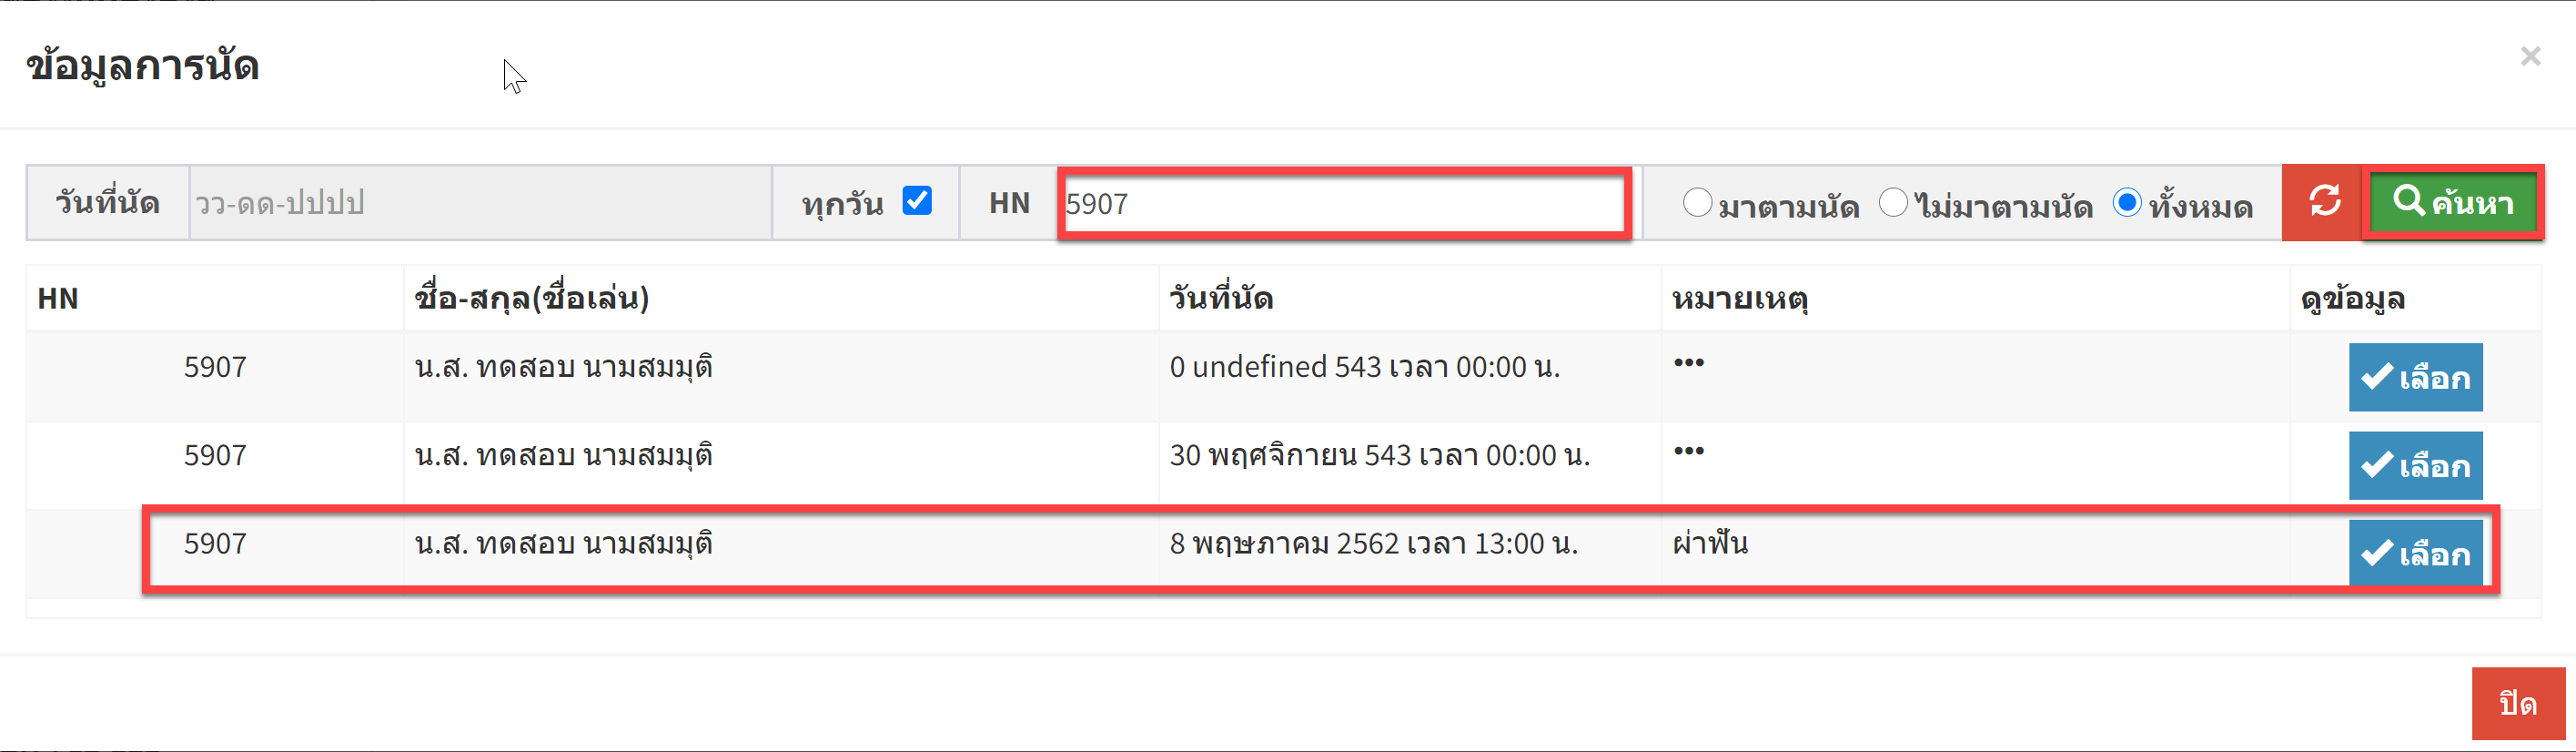 ข้อมูลการนัด ×
วันที่นัด วว-ดด-ปปปป ทุกวัน HN 5907 มาตามนัด ไม่มาตามนัด ทั้งหมด ค้นหา
HN ชื่อ-สกุล(ชื่อเล่น) วันที่นัด หมายเหตุ ดูข้อมูล
5907 น.ส. ทดสอบ นามสมมุติ 0 undefined 543 เวลา 00:00 น. ••• เลือก
5907 น.ส. ทดสอบ นามสมมุติ 30 พฤศจิกายน 543 เวลา 00:00 น. ••• เลือก
5907 น.ส. ทดสอบ นามสมมุติ 8 พฤษภาคม 2562 เวลา 13:00 น. ผ่าฟัน เลือก
ปิด